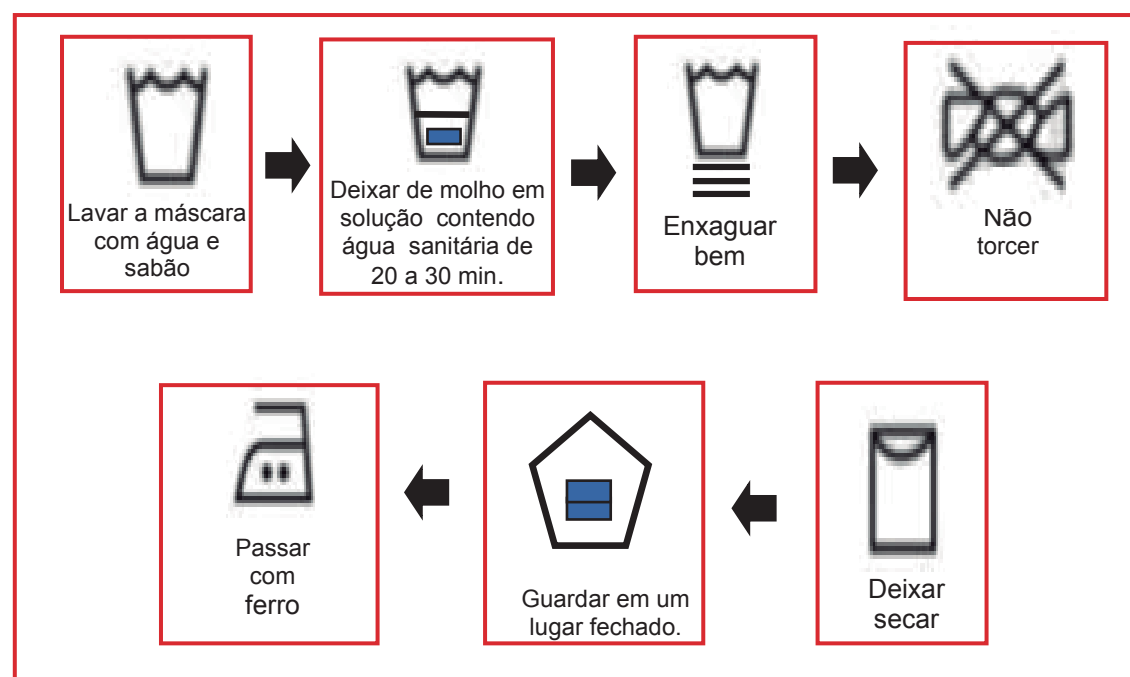 Lavar a máscara
com água e
sabão
Deixar de molho em
solução contendo
água sanitária de
20 a 30 min.
Enxaguar
bem
Não
torcer
Deixar
secar
Guardar em um
lugar fechado.
Passar
com
ferro